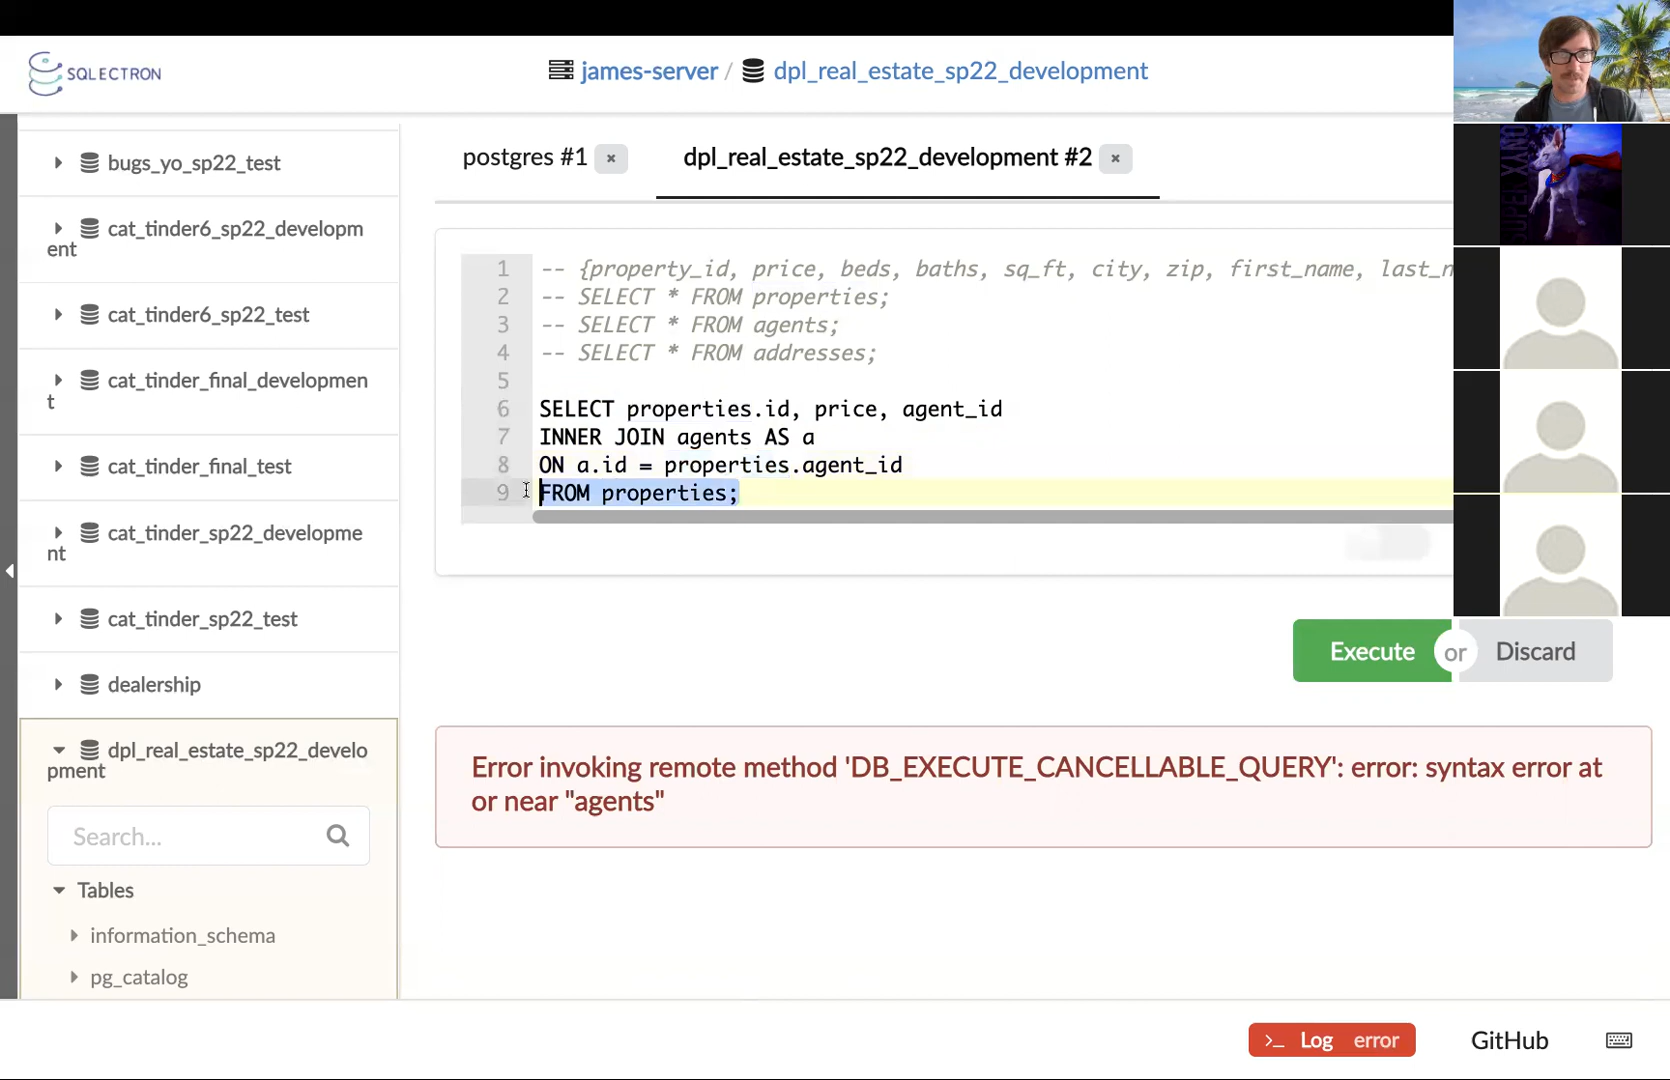 SQLECTRON
james-server / dpl_real_estate_sp22_development
bugs_yo_sp22_test
cat_tinder6_sp22_developm
ent
cat_tinder6_sp22_test
cat_tinder_final_developmen
t
cat_tinder_final_test
cat_tinder_sp22_developme
nt
cat_tinder_sp22_test
dealership
dpl_real_estate_sp22_develo
pment
Search...
Tables
information_schema
pg_catalog
postgres #1 ×
dpl_real_estate_sp22_development #2 ×
1 -- {property_id, price, beds, baths, sq_ft, city, zip, first_name, last_n
2 -- SELECT * FROM properties;
3 -- SELECT * FROM agents;
4 -- SELECT * FROM addresses;
5
6 SELECT properties.id, price, agent_id
7 INNER JOIN agents AS a
8 ON a.id = properties.agent_id
9 FROM properties;
Execute or Discard
Error invoking remote method 'DB_EXECUTE_CANCELLABLE_QUERY': error: syntax error at
or near "agents"
>_ Log error
GitHub